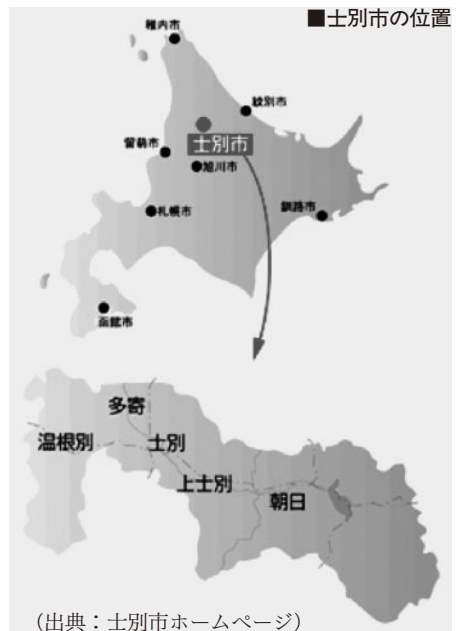 ■士別市の位置
稚内市
紋別市
留萌市
士別市
旭川市
札幌市
釧路市
函館市
多寄
温根別
士別
上士別
朝日
(出典:士別市ホームページ)